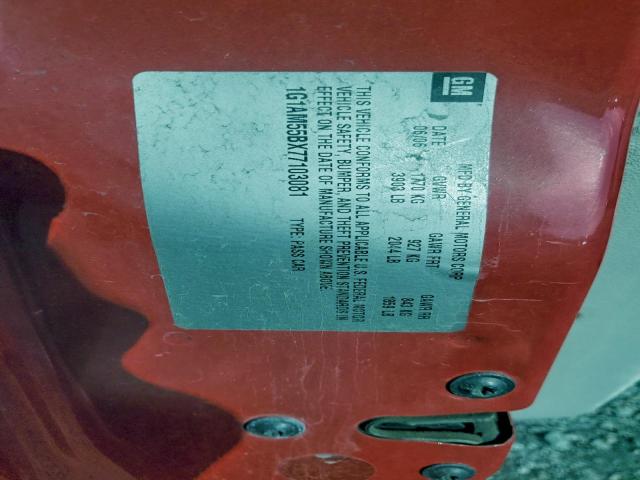 GM
MFD BY GENERAL MOTORS CORP
DATE GVWR GAWR FRT GAWR RR
06/06 1770 KG 927 KG 843 KG
3903 LB 2044 LB 1859 LB
THIS VEHICLE CONFORMS TO ALL APPLICABLE U.S. FEDERAL MOTOR
VEHICLE SAFETY, BUMPER, AND THEFT PREVENTION STANDARDS IN
EFFECT ON THE DATE OF MANUFACTURE SHOWN ABOVE.
1G1AM55BX77103081 TYPE: PASS CAR